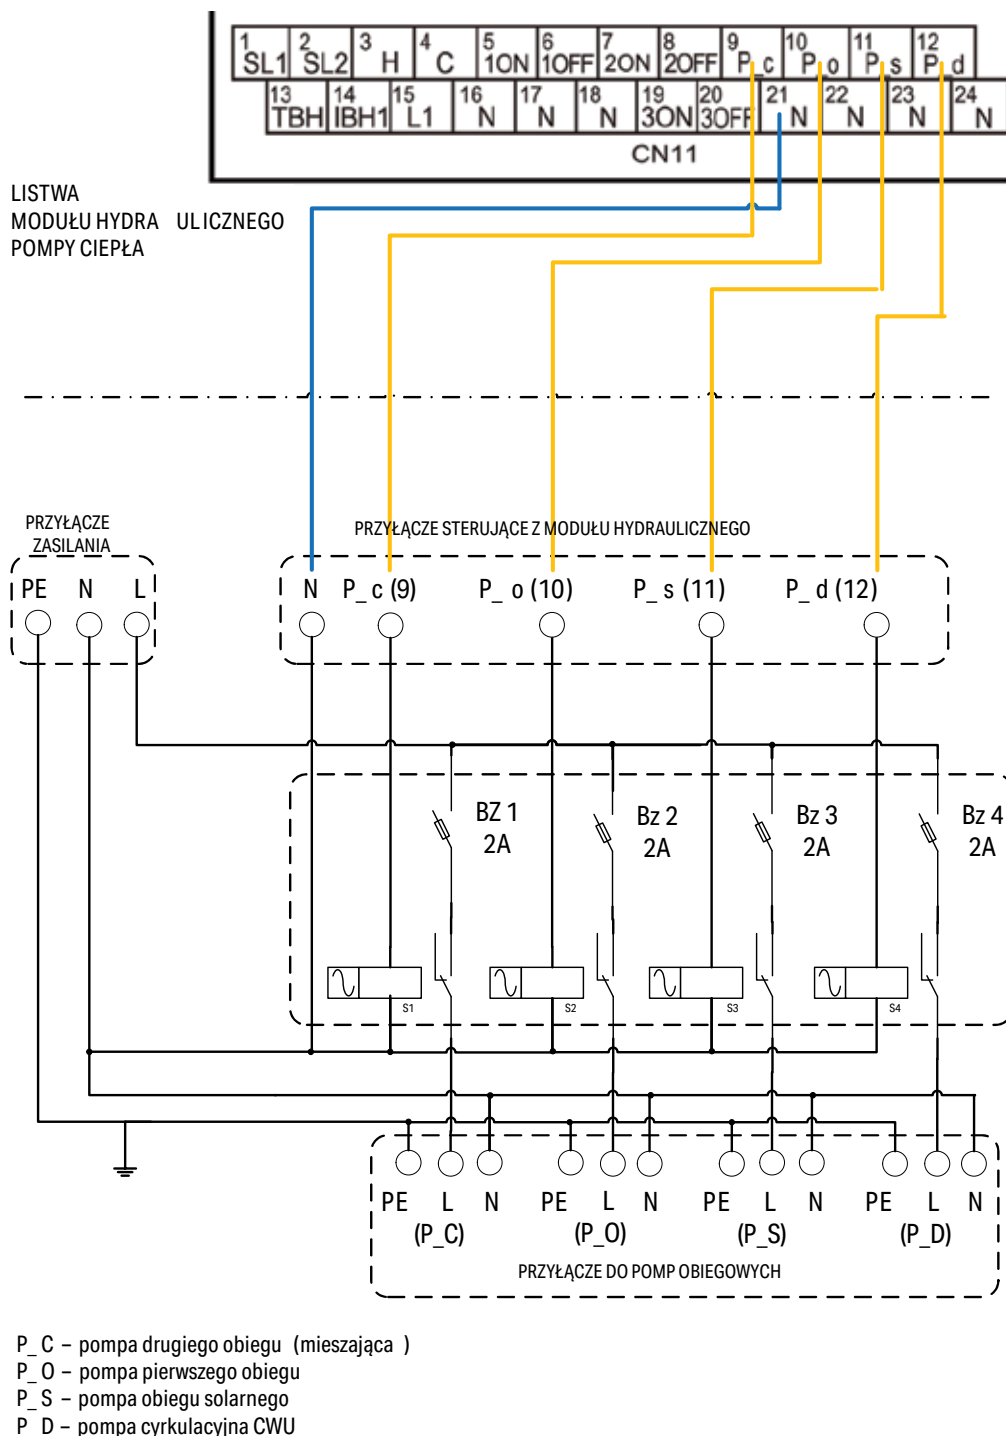 1 SL1 2 SL2 3 H 4 C 5 1ON 6 1OFF 7 2ON 8 2OFF 9 P_c 10 P_o 11 P_s 12 P_d
13 TBH 14 IBH1 15 L1 16 N 17 N 18 N 19 3ON 20 3OFF 21 N 22 N 23 N 24 N
CN11
LISTWA
MODUŁU HYDRA ULICZNEGO
POMPY CIEPŁA
PRZYŁĄCZE
ZASILANIA
PRZYŁĄCZE STERUJĄCE Z MODUŁU HYDRAULICZNEGO
PE N L
N P_ c (9) P_ o (10) P_ s (11) P_ d (12)
BZ 1
2A
Bz 2
2A
Bz 3
2A
Bz 4
2A
S1 S2 S3 S4
PE L N PE L N PE L N PE L N
(P_C) (P_O) (P_S) (P_D)
PRZYŁĄCZE DO POMP OBIEGOWYCH
P_ C – pompa drugiego obiegu (mieszająca )
P_ O – pompa pierwszego obiegu
P_ S – pompa obiegu solarnego
P D – pompa cyrkulacyjna CWU